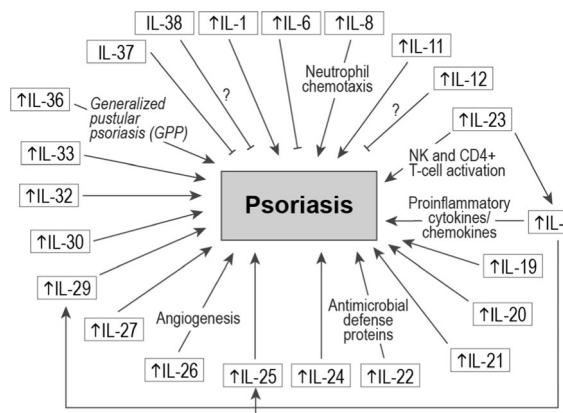 IL-38
↑IL-1
↑IL-6
↑IL-8
IL-37
↑IL-11
Neutrophil
chemotaxis
?
↑IL-12
?
↑IL-36
Generalized
pustular
psoriasis (GPP)
↑IL-23
↑IL-33
NK and CD4+
T-cell activation
↑IL-32
Psoriasis
Proinflammatory
cytokines/
chemokines
↑IL-
↑IL-30
↑IL-19
↑IL-29
↑IL-20
↑IL-27
Angiogenesis
Antimicrobial
defense
proteins
↑IL-21
↑IL-26
↑IL-25
↑IL-24
↑IL-22